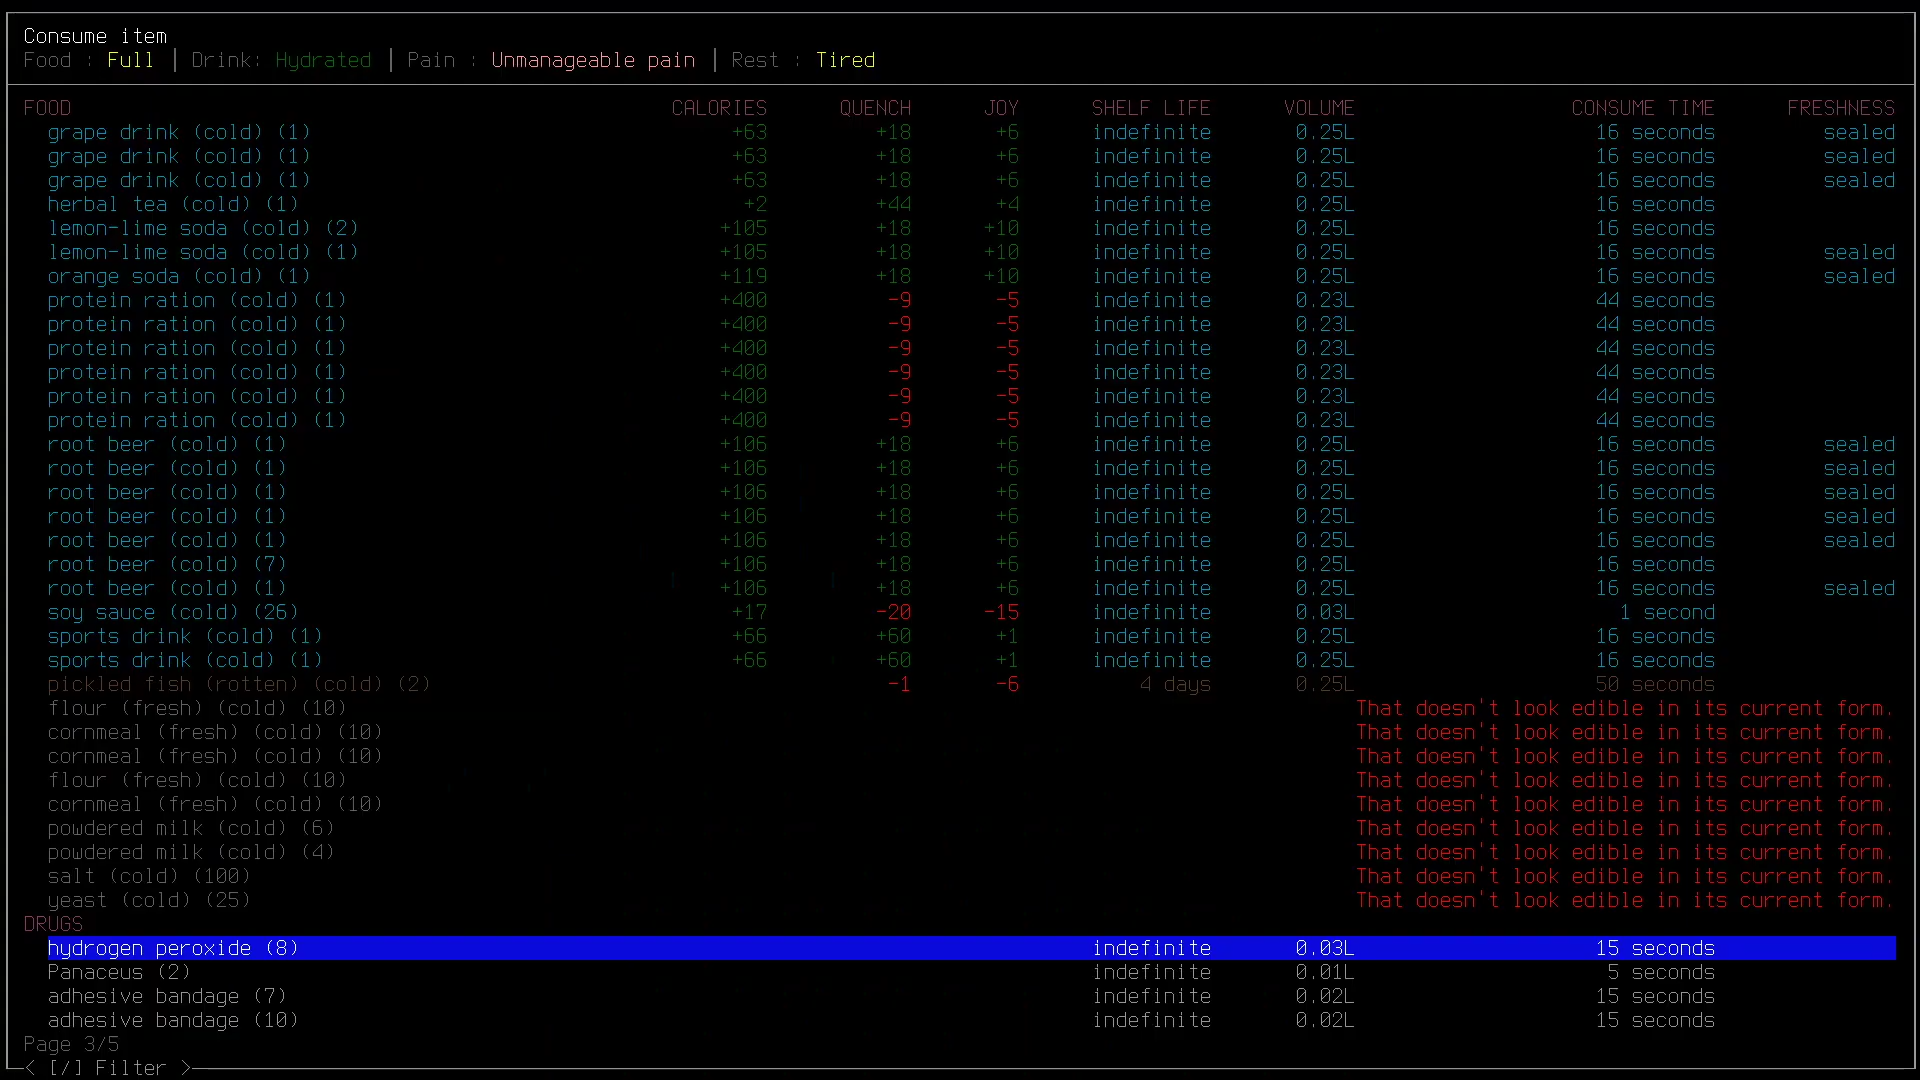 Consume item
Food : Full │ Drink: Hydrated │ Pain : Unmanageable pain │ Rest : Tired
FOOD CALORIES QUENCH JOY SHELF LIFE VOLUME CONSUME TIME FRESHNESS
grape drink (cold) (1) +63 +18 +6 indefinite 0.25L 16 seconds sealed
grape drink (cold) (1) +63 +18 +6 indefinite 0.25L 16 seconds sealed
grape drink (cold) (1) +63 +18 +6 indefinite 0.25L 16 seconds sealed
herbal tea (cold) (1) +2 +44 +4 indefinite 0.25L 16 seconds
lemon-lime soda (cold) (2) +105 +18 +10 indefinite 0.25L 16 seconds
lemon-lime soda (cold) (1) +105 +18 +10 indefinite 0.25L 16 seconds sealed
orange soda (cold) (1) +119 +18 +10 indefinite 0.25L 16 seconds sealed
protein ration (cold) (1) +400 -9 -5 indefinite 0.23L 44 seconds
protein ration (cold) (1) +400 -9 -5 indefinite 0.23L 44 seconds
protein ration (cold) (1) +400 -9 -5 indefinite 0.23L 44 seconds
protein ration (cold) (1) +400 -9 -5 indefinite 0.23L 44 seconds
protein ration (cold) (1) +400 -9 -5 indefinite 0.23L 44 seconds
protein ration (cold) (1) +400 -9 -5 indefinite 0.23L 44 seconds
root beer (cold) (1) +106 +18 +6 indefinite 0.25L 16 seconds sealed
root beer (cold) (1) +106 +18 +6 indefinite 0.25L 16 seconds sealed
root beer (cold) (1) +106 +18 +6 indefinite 0.25L 16 seconds sealed
root beer (cold) (1) +106 +18 +6 indefinite 0.25L 16 seconds sealed
root beer (cold) (1) +106 +18 +6 indefinite 0.25L 16 seconds sealed
root beer (cold) (7) +106 +18 +6 indefinite 0.25L 16 seconds
root beer (cold) (1) +106 +18 +6 indefinite 0.25L 16 seconds sealed
soy sauce (cold) (26) +17 -20 -15 indefinite 0.03L 1 second
sports drink (cold) (1) +66 +60 +1 indefinite 0.25L 16 seconds
sports drink (cold) (1) +66 +60 +1 indefinite 0.25L 16 seconds
pickled fish (rotten) (cold) (2) -1 -6 4 days 0.25L 50 seconds
flour (fresh) (cold) (10) That doesn't look edible in its current form.
cornmeal (fresh) (cold) (10) That doesn't look edible in its current form.
cornmeal (fresh) (cold) (10) That doesn't look edible in its current form.
flour (fresh) (cold) (10) That doesn't look edible in its current form.
cornmeal (fresh) (cold) (10) That doesn't look edible in its current form.
powdered milk (cold) (6) That doesn't look edible in its current form.
powdered milk (cold) (4) That doesn't look edible in its current form.
salt (cold) (100) That doesn't look edible in its current form.
yeast (cold) (25) That doesn't look edible in its current form.
DRUGS
hydrogen peroxide (8) indefinite 0.03L 15 seconds
Panaceus (2) indefinite 0.01L 5 seconds
adhesive bandage (7) indefinite 0.02L 15 seconds
adhesive bandage (10) indefinite 0.02L 15 seconds
Page 3/5
< [/] Filter >